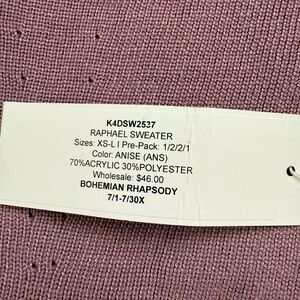 K4DSW2537
RAPHAEL SWEATER
Sizes: XS-L I Pre-Pack: 1/2/2/1
Color: ANISE (ANS)
70%ACRYLIC 30%POLYESTER
Wholesale: $46.00
BOHEMIAN RHAPSODY
7/1-7/30X